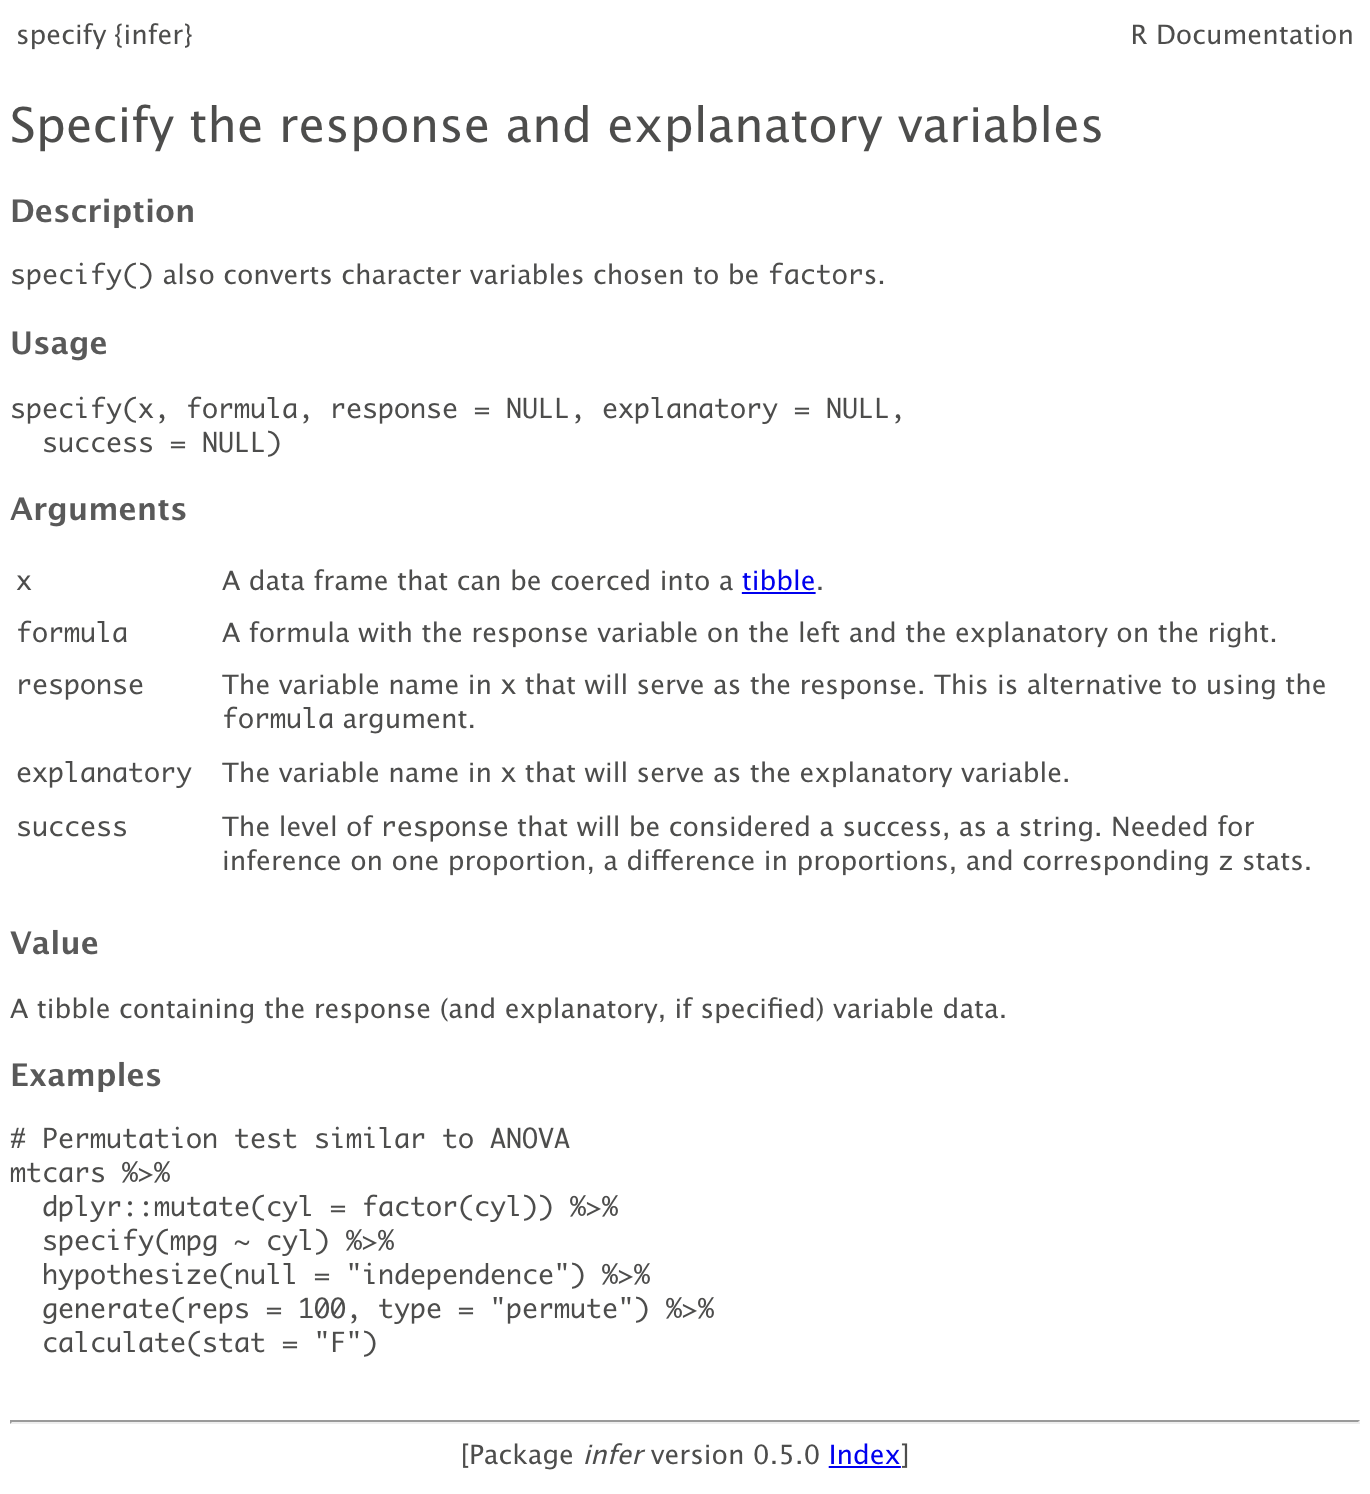 specify {infer} R Documentation
Specify the response and explanatory variables
Description
specify() also converts character variables chosen to be factors.
Usage
specify(x, formula, response = NULL, explanatory = NULL,
  success = NULL)
Arguments
x A data frame that can be coerced into a tibble.
formula A formula with the response variable on the left and the explanatory on the right.
response The variable name in x that will serve as the response. This is alternative to using the
formula argument.
explanatory The variable name in x that will serve as the explanatory variable.
success The level of response that will be considered a success, as a string. Needed for
inference on one proportion, a difference in proportions, and corresponding z stats.
Value
A tibble containing the response (and explanatory, if specified) variable data.
Examples
# Permutation test similar to ANOVA
mtcars %>%
  dplyr::mutate(cyl = factor(cyl)) %>%
  specify(mpg ~ cyl) %>%
  hypothesize(null = "independence") %>%
  generate(reps = 100, type = "permute") %>%
  calculate(stat = "F")
[Package infer version 0.5.0 Index]